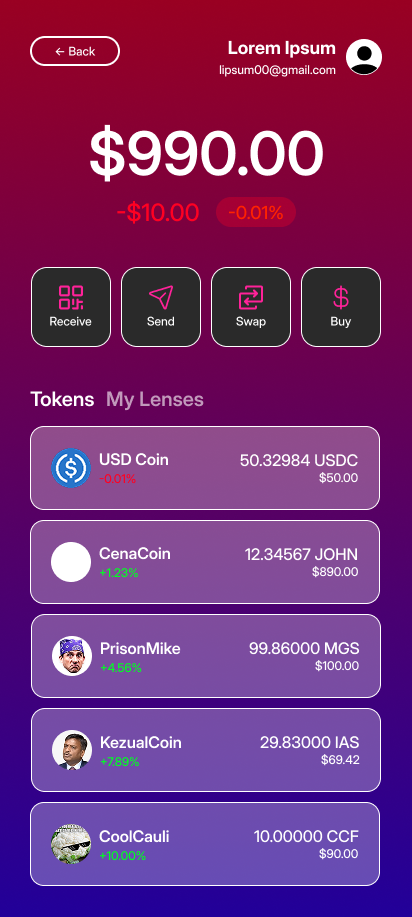 ← Back
Lorem Ipsum
lipsum00@gmail.com
$990.00
-$10.00 -0.01%
Receive Send Swap Buy
Tokens My Lenses
USD Coin 50.32984 USDC
-0.01% $50.00
CenaCoin 12.34567 JOHN
+1.23% $890.00
PrisonMike 99.86000 MGS
+4.56% $100.00
KezualCoin 29.83000 IAS
+7.89% $69.42
CoolCauli 10.00000 CCF
+10.00% $90.00